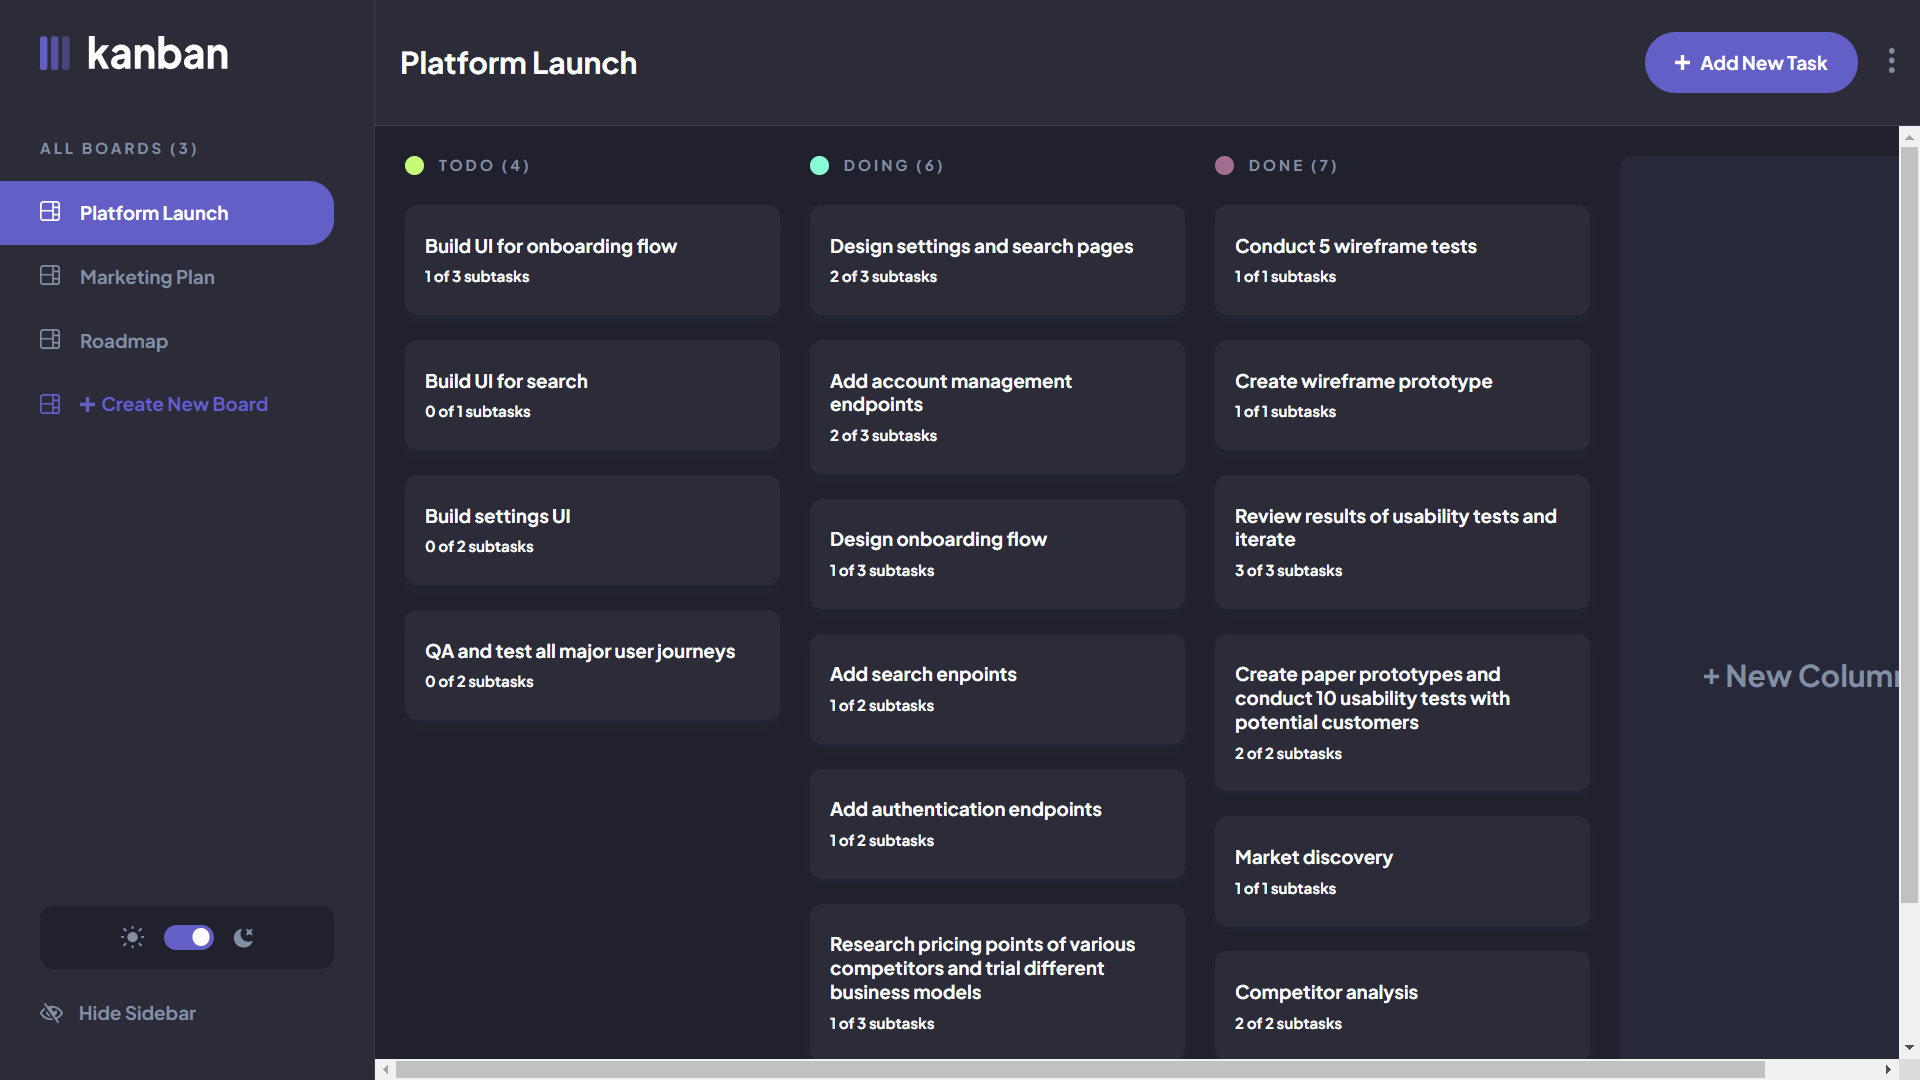 kanban
ALL BOARDS (3)
Platform Launch
Marketing Plan
Roadmap
+ Create New Board
Hide Sidebar
Platform Launch
+ Add New Task
TODO (4)
Build UI for onboarding flow
1 of 3 subtasks
Build UI for search
0 of 1 subtasks
Build settings UI
0 of 2 subtasks
QA and test all major user journeys
0 of 2 subtasks
DOING (6)
Design settings and search pages
2 of 3 subtasks
Add account management
endpoints
2 of 3 subtasks
Design onboarding flow
1 of 3 subtasks
Add search enpoints
1 of 2 subtasks
Add authentication endpoints
1 of 2 subtasks
Research pricing points of various
competitors and trial different
business models
1 of 3 subtasks
DONE (7)
Conduct 5 wireframe tests
1 of 1 subtasks
Create wireframe prototype
1 of 1 subtasks
Review results of usability tests and
iterate
3 of 3 subtasks
Create paper prototypes and
conduct 10 usability tests with
potential customers
2 of 2 subtasks
Market discovery
1 of 1 subtasks
Competitor analysis
2 of 2 subtasks
+ New Column